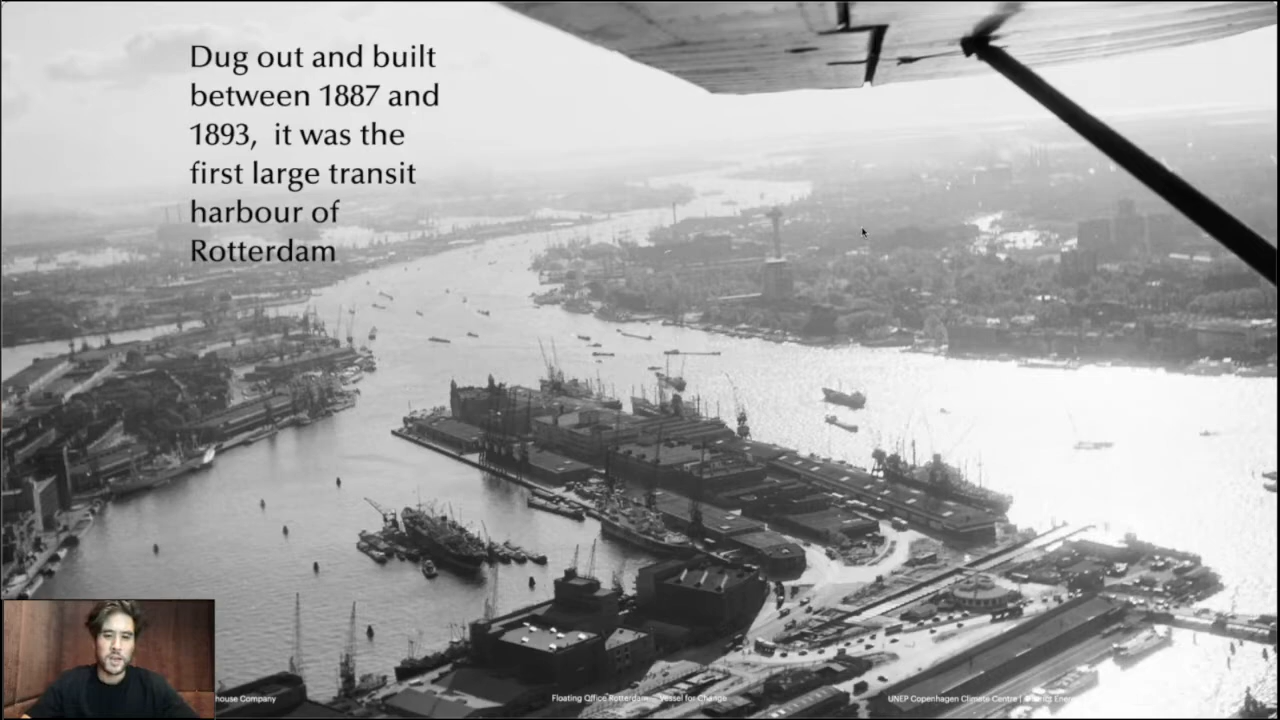 Dug out and built
between 1887 and
1893, it was the
first large transit
harbour of
Rotterdam
house Company
Floating Office Rotterdam — Vessel for Change
UNEP Copenhagen Climate Centre |